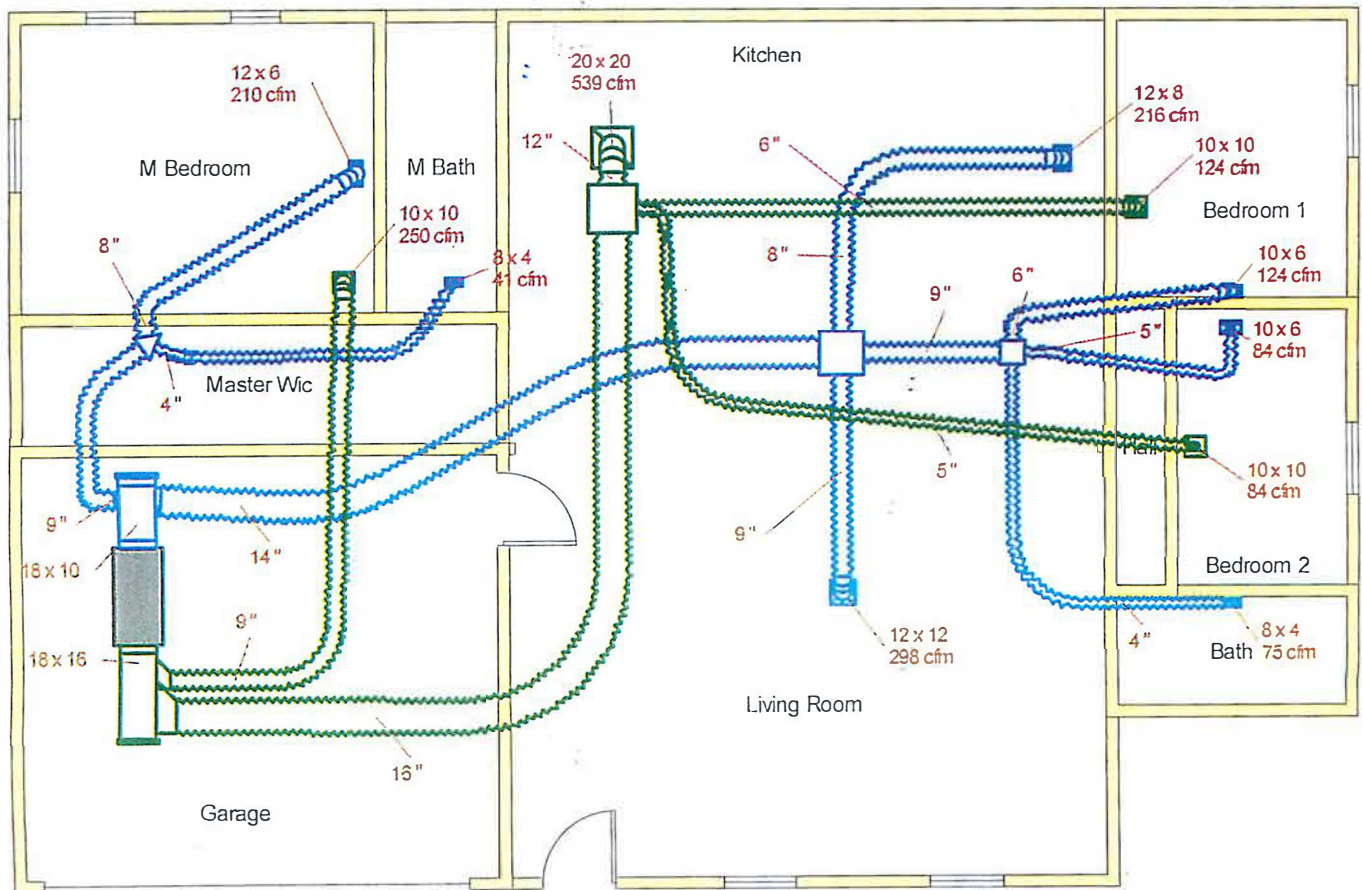 Kitchen
20 x 20
539 cfm
12 x 6
210 cfm
12 x 8
216 cfm
12"
6"
10 x 10
124 cfm
M Bedroom
M Bath
Bedroom 1
10 x 10
250 cfm
8"
8"
8 x 4
41 cfm
10 x 6
124 cfm
6"
9"
10 x 6
84 cfm
5"
Master Wic
4"
Hall
5"
10 x 10
84 cfm
9"
14"
9"
18 x 10
Bedroom 2
9"
12 x 12
298 cfm
4"
8 x 4
75 cfm
Bath
18 x 16
Living Room
16"
Garage